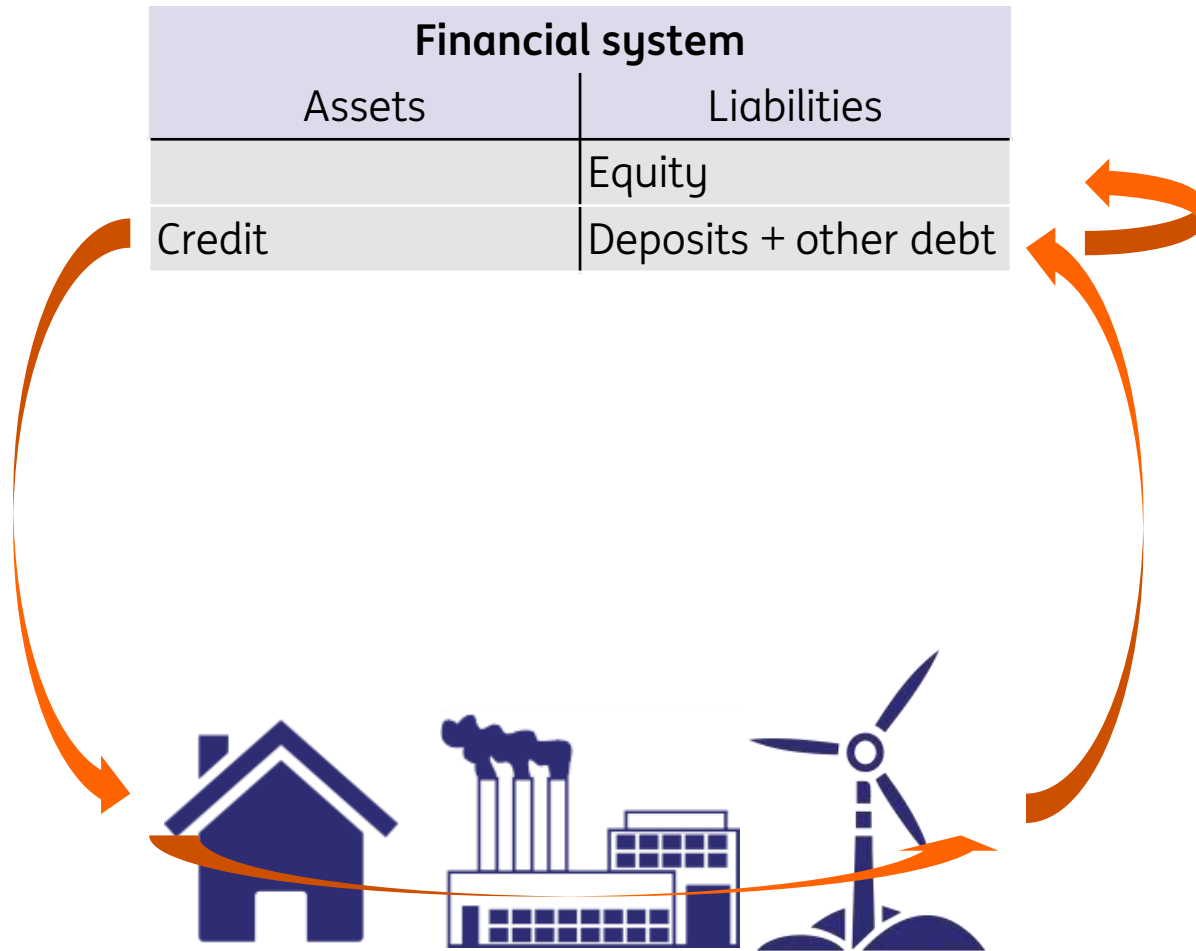 Financial system
Assets Liabilities
Equity
Credit Deposits + other debt